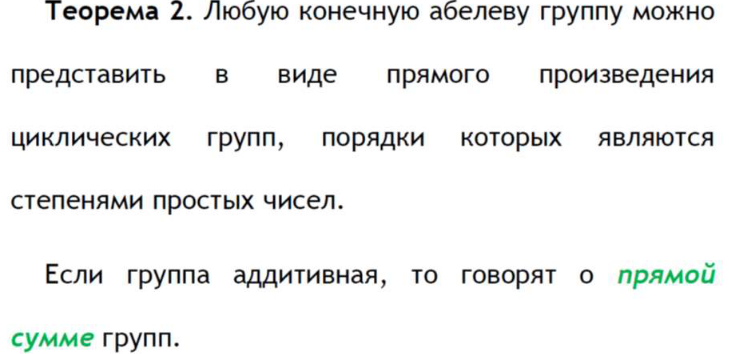 Теорема 2. Любую конечную абелеву группу можно
представить в виде прямого произведения
циклических групп, порядки которых являются
степенями простых чисел.
Если группа аддитивная, то говорят о прямой
сумме групп.